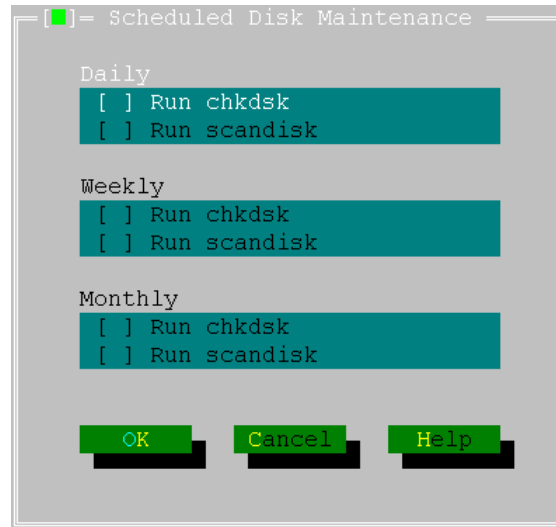 [■]= Scheduled Disk Maintenance
Daily
[ ] Run chkdsk
[ ] Run scandisk
Weekly
[ ] Run chkdsk
[ ] Run scandisk
Monthly
[ ] Run chkdsk
[ ] Run scandisk
OK Cancel Help